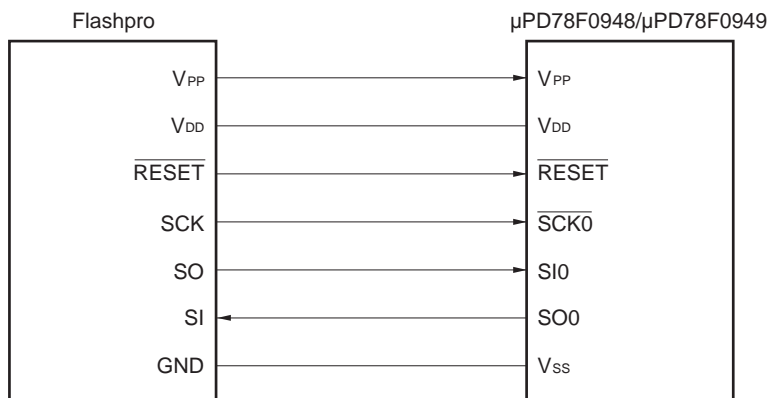 Flashpro μPD78F0948/μPD78F0949
VPP VPP
VDD VDD
RESET RESET
SCK SCK0
SO SI0
SI SO0
GND VSS